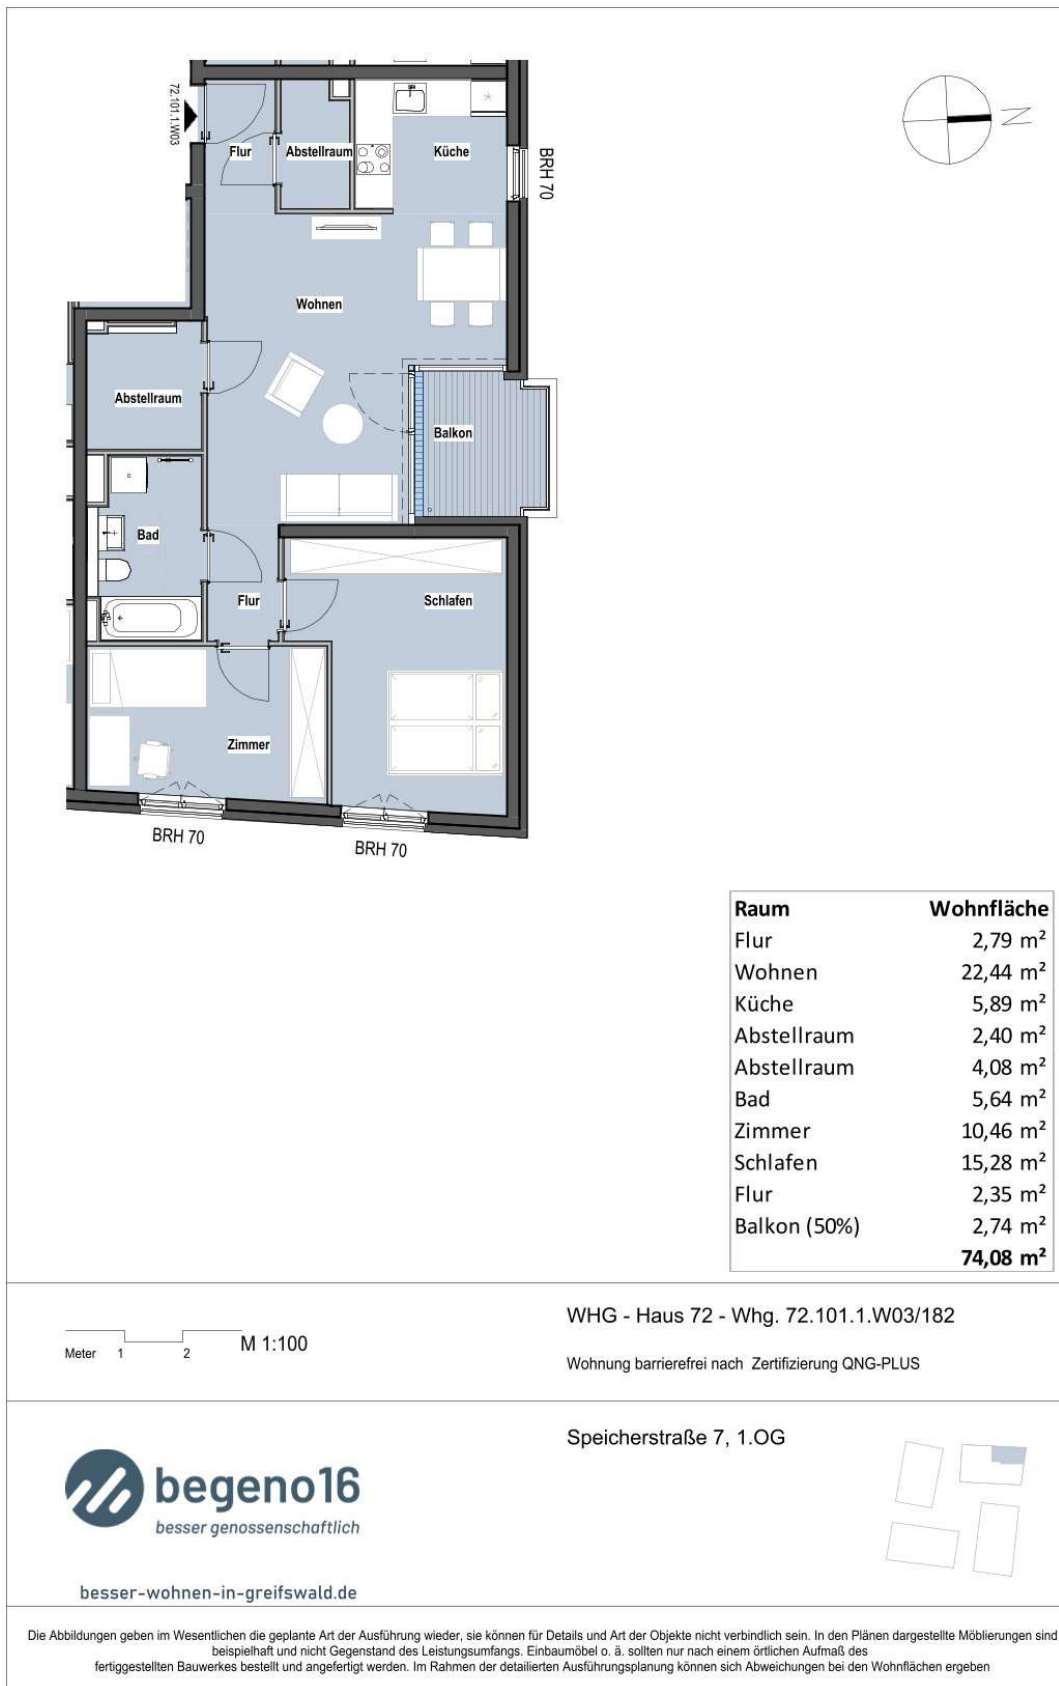 72.101.1.W03
Flur
Abstellraum
Küche
BRH 70
N
Wohnen
Abstellraum
Balkon
Bad
Flur
Schlafen
Zimmer
BRH 70
BRH 70
Raum Wohnfläche
Flur 2,79 m²
Wohnen 22,44 m²
Küche 5,89 m²
Abstellraum 2,40 m²
Abstellraum 4,08 m²
Bad 5,64 m²
Zimmer 10,46 m²
Schlafen 15,28 m²
Flur 2,35 m²
Balkon (50%) 2,74 m²
74,08 m²
Meter 1 2 M 1:100
WHG - Haus 72 - Whg. 72.101.1.W03/182
Wohnung barrierefrei nach Zertifizierung QNG-PLUS
Speicherstraße 7, 1.OG
begeno16
besser genossenschaftlich
besser-wohnen-in-greifswald.de
Die Abbildungen geben im Wesentlichen die geplante Art der Ausführung wieder, sie können für Details und Art der Objekte nicht verbindlich sein. In den Plänen dargestellte Möblierungen sind
beispielhaft und nicht Gegenstand des Leistungsumfangs. Einbaumöbel o. ä. sollten nur nach einem örtlichen Aufmaß des
fertiggestellten Bauwerkes bestellt und angefertigt werden. Im Rahmen der detailierten Ausführungsplanung können sich Abweichungen bei den Wohnflächen ergeben